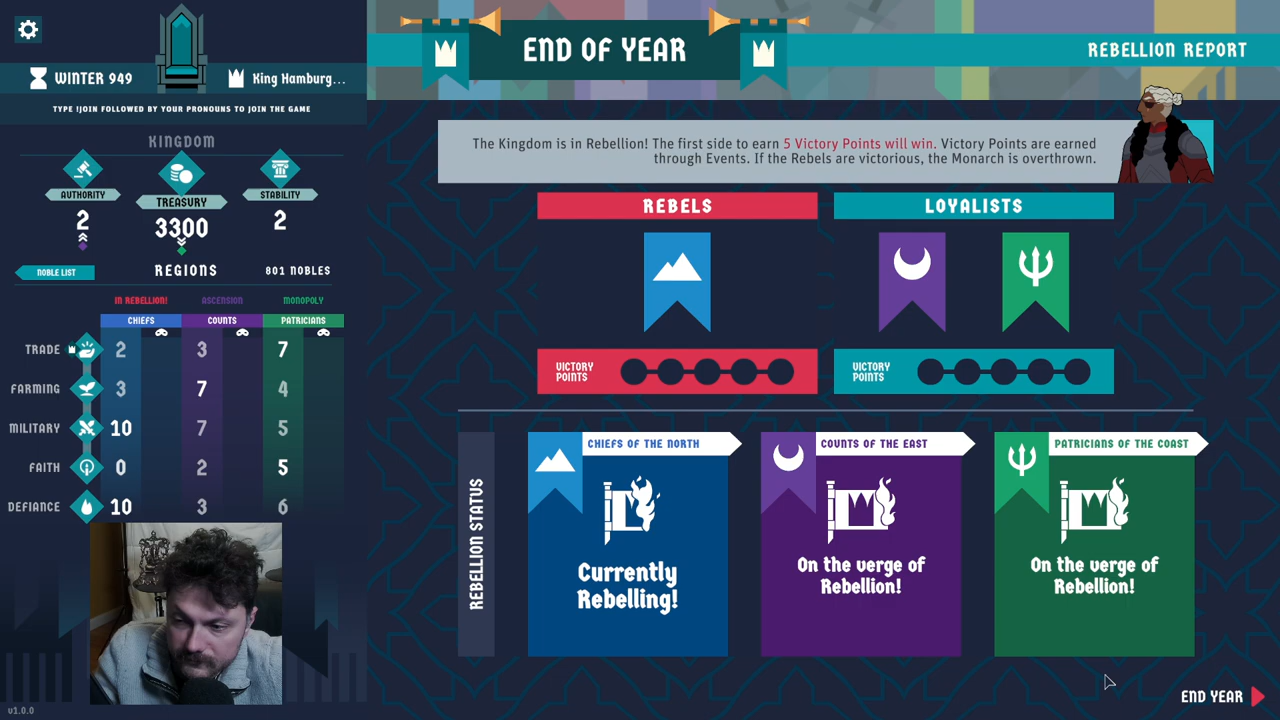 WINTER 949
King Hamburg...
TYPE !JOIN FOLLOWED BY YOUR PRONOUNS TO JOIN THE GAME
KINGDOM
AUTHORITY
TREASURY
STABILITY
2
3300
2
NOBLE LIST
REGIONS
801 NOBLES
IN REBELLION!
ASCENSION
MONOPOLY
CHIEFS
COUNTS
PATRICIANS
TRADE 2 3 7
FARMING 3 7 4
MILITARY 10 7 5
FAITH 0 2 5
DEFIANCE 10 3 6
v1.0.0
END OF YEAR
REBELLION REPORT
The Kingdom is in Rebellion! The first side to earn 5 Victory Points will win. Victory Points are earned
through Events. If the Rebels are victorious, the Monarch is overthrown.
REBELS
LOYALISTS
VICTORY
POINTS
VICTORY
POINTS
REBELLION STATUS
CHIEFS OF THE NORTH
Currently
Rebelling!
COUNTS OF THE EAST
On the verge of
Rebellion!
PATRICIANS OF THE COAST
On the verge of
Rebellion!
END YEAR